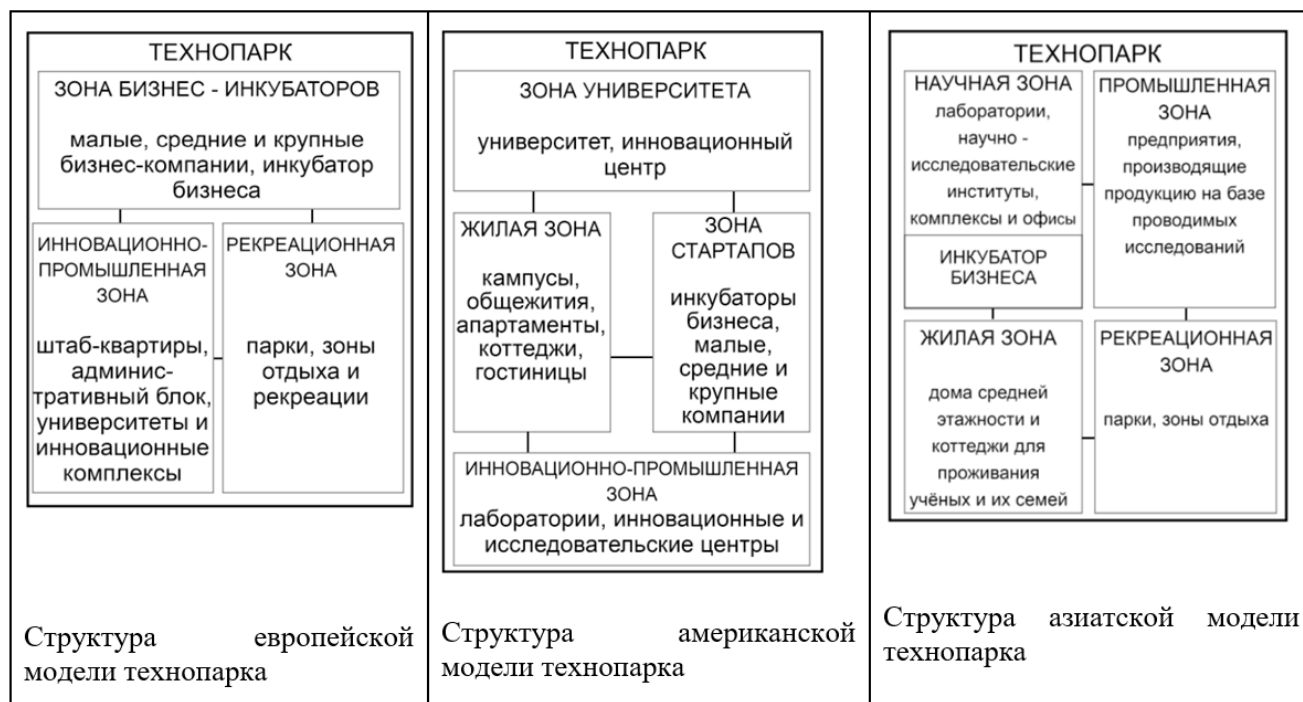 ТЕХНОПАРК
ЗОНА БИЗНЕС - ИНКУБАТОРОВ
малые, средние и крупные
бизнес-компании, инкубатор
бизнеса
ИННОВАЦИОННО-
ПРОМЫШЛЕННАЯ
ЗОНА
штаб-квартиры,
админис-
тративный блок,
университеты и
инновационные
комплексы
РЕКРЕАЦИОННАЯ
ЗОНА
парки, зоны
отдыха и
рекреации
Структура европейской
модели технопарка
ТЕХНОПАРК
ЗОНА УНИВЕРСИТЕТА
университет, инновационный
центр
ЖИЛАЯ ЗОНА
кампусы,
общежития,
апартаменты,
коттеджи,
гостиницы
ЗОНА
СТАРТАПОВ
инкубаторы
бизнеса,
малые,
средние и
крупные
компании
ИННОВАЦИОННО-ПРОМЫШЛЕННАЯ
ЗОНА
лаборатории, инновационные и
исследовательские центры
Структура американской
модели технопарка
ТЕХНОПАРК
НАУЧНАЯ ЗОНА
лаборатории,
научно -
исследовательские
институты,
комплексы и офисы
ИНКУБАТОР
БИЗНЕСА
ПРОМЫШЛЕННАЯ
ЗОНА
предприятия,
производящие
продукцию на базе
проводимых
исследований
ЖИЛАЯ ЗОНА
дома средней
этажности и
коттеджи для
проживания
учёных и их семей
РЕКРЕАЦИОННАЯ
ЗОНА
парки, зоны отдыха
Структура азиатской модели
технопарка